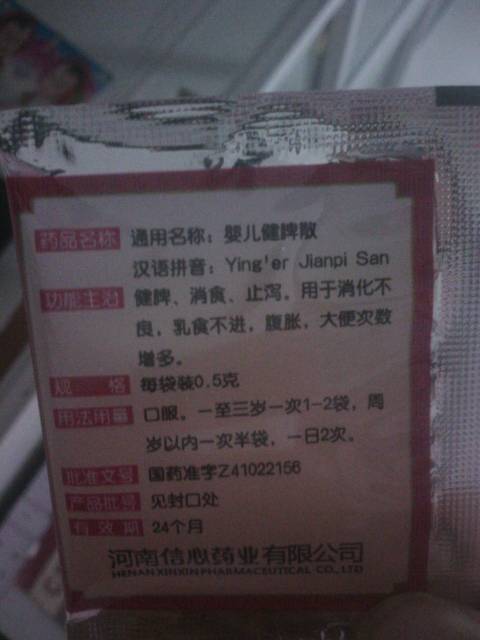 药品名称 通用名称：婴儿健脾散
汉语拼音：Ying'er Jianpi San
功能主治 健脾、消食、止泻。用于消化不
良，乳食不进，腹胀，大便次数
增多。
规格 每袋装0.5克
用法用量 口服。一至三岁一次1-2袋，周
岁以内一次半袋，一日2次。
批准文号 国药准字Z41022156
产品批号 见封口处
有效期 24个月
河南信心药业有限公司
HENAN XINXIN PHARMACEUTICAL CO., LTD